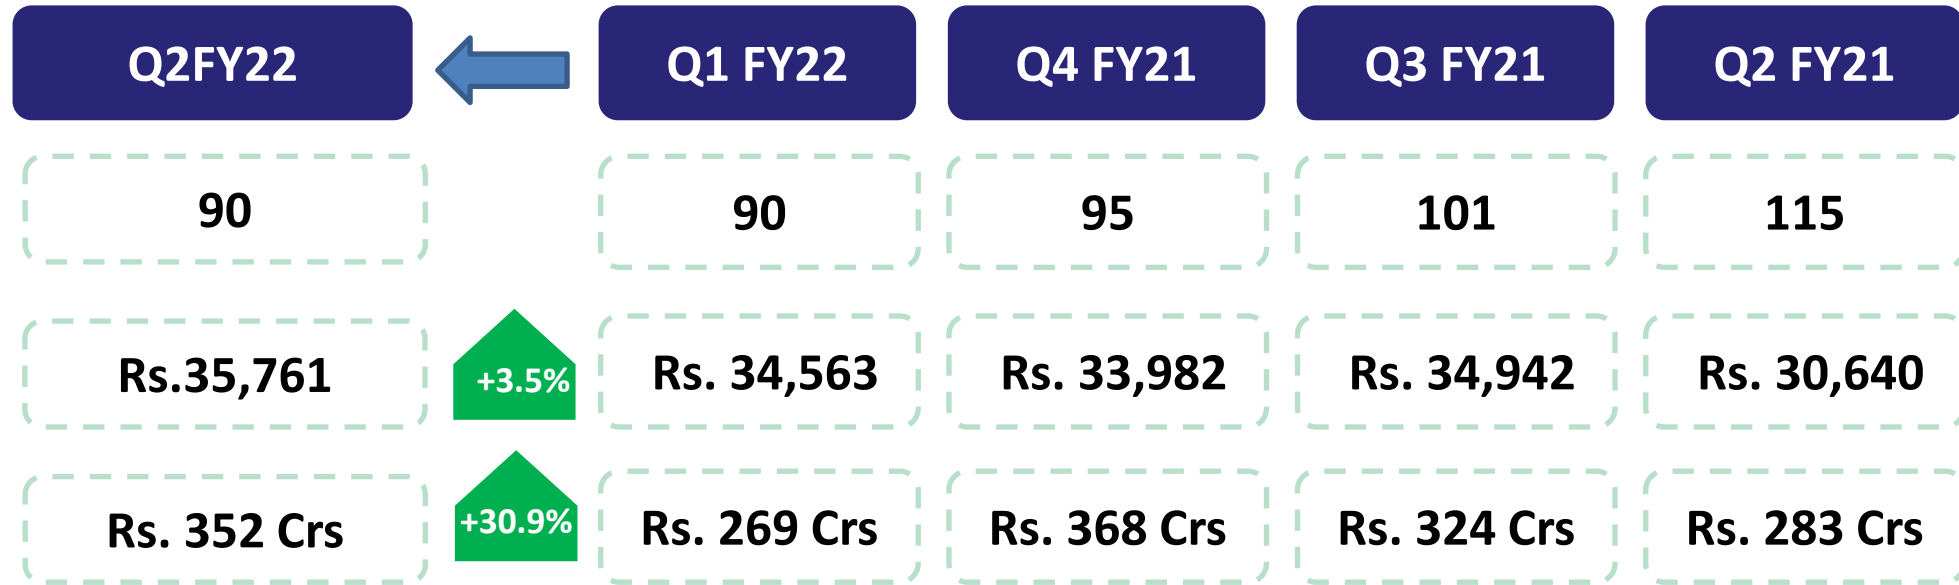 Q2FY22 Q1 FY22 Q4 FY21 Q3 FY21 Q2 FY21
90 90 95 101 115
Rs.35,761 +3.5% Rs. 34,563 Rs. 33,982 Rs. 34,942 Rs. 30,640
Rs. 352 Crs +30.9% Rs. 269 Crs Rs. 368 Crs Rs. 324 Crs Rs. 283 Crs